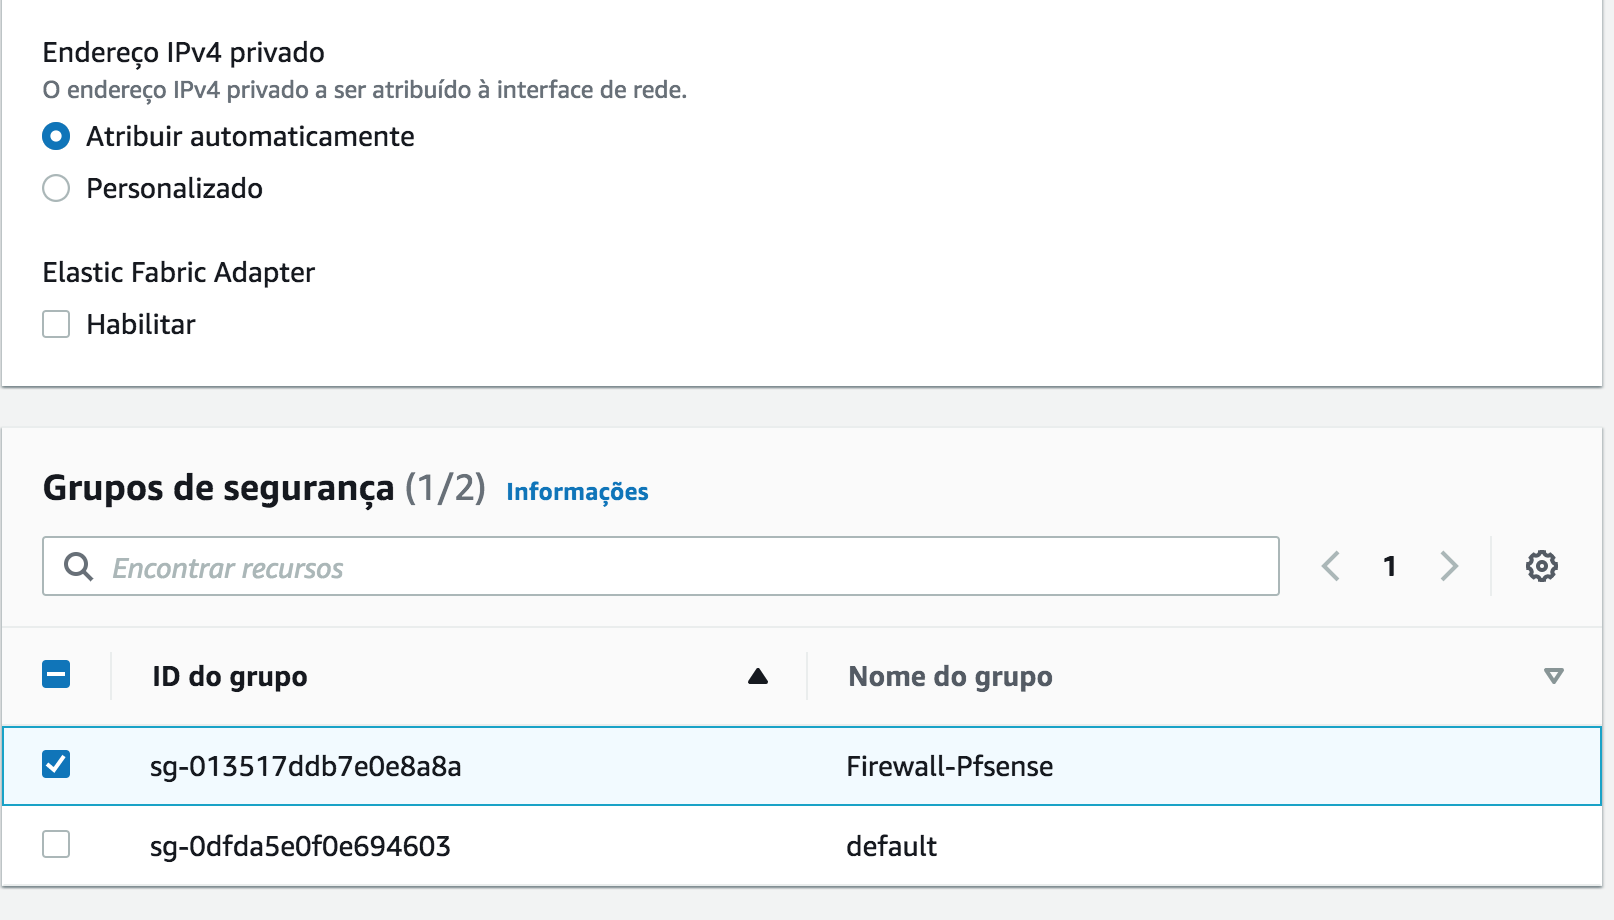 Endereço IPv4 privado
O endereço IPv4 privado a ser atribuído à interface de rede.
Atribuir automaticamente
Personalizado
Elastic Fabric Adapter
Habilitar
Grupos de segurança (1/2) Informações
Encontrar recursos
1
ID do grupo
Nome do grupo
sg-013517ddb7e0e8a8a
Firewall-Pfsense
sg-0dfda5e0f0e694603
default